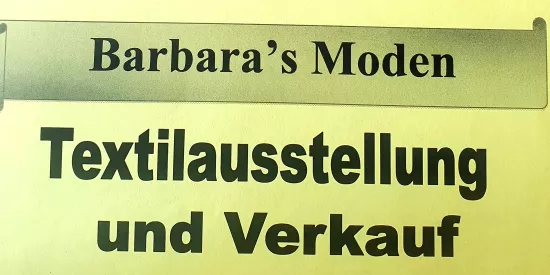 Barbara’s Moden
Textilausstellung
und Verkauf